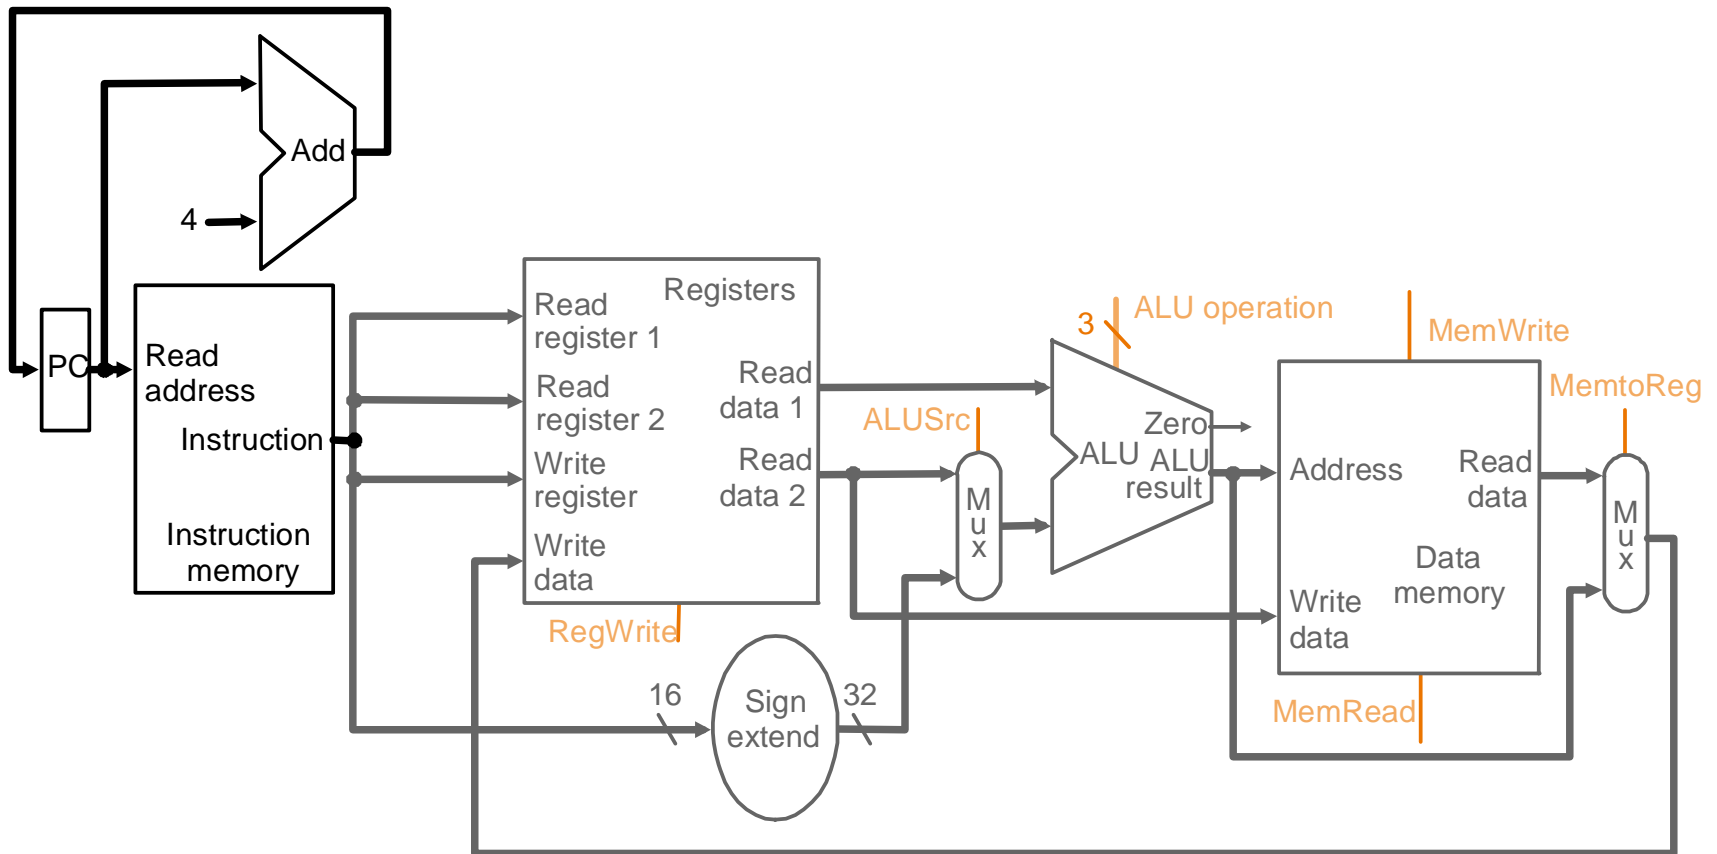 Add
4
PC
Read
address
Instruction
Instruction
memory
Registers
Read
register 1
Read
register 2
Write
register
Write
data
Read
data 1
Read
data 2
RegWrite
16
Sign
extend
32
ALUSrc
M
u
x
3
ALU operation
Zero
ALU
ALU
result
MemWrite
Address
Read
data
Write
data
Data
memory
MemRead
MemtoReg
M
u
x